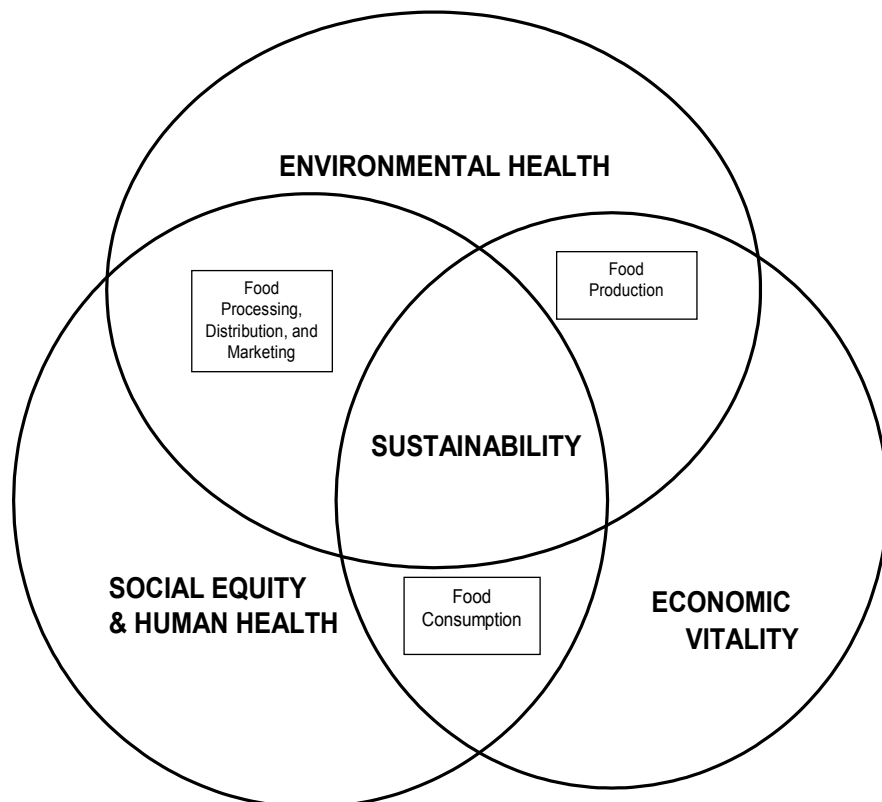 ENVIRONMENTAL HEALTH
Food
Processing,
Distribution, and
Marketing
Food
Production
SUSTAINABILITY
SOCIAL EQUITY
& HUMAN HEALTH
Food
Consumption
ECONOMIC
VITALITY